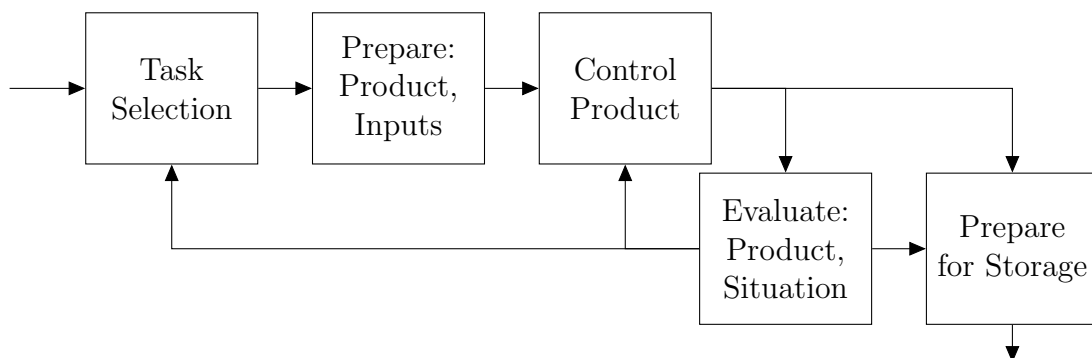 Task
Selection
Prepare:
Product,
Inputs
Control
Product
Evaluate:
Product,
Situation
Prepare
for Storage